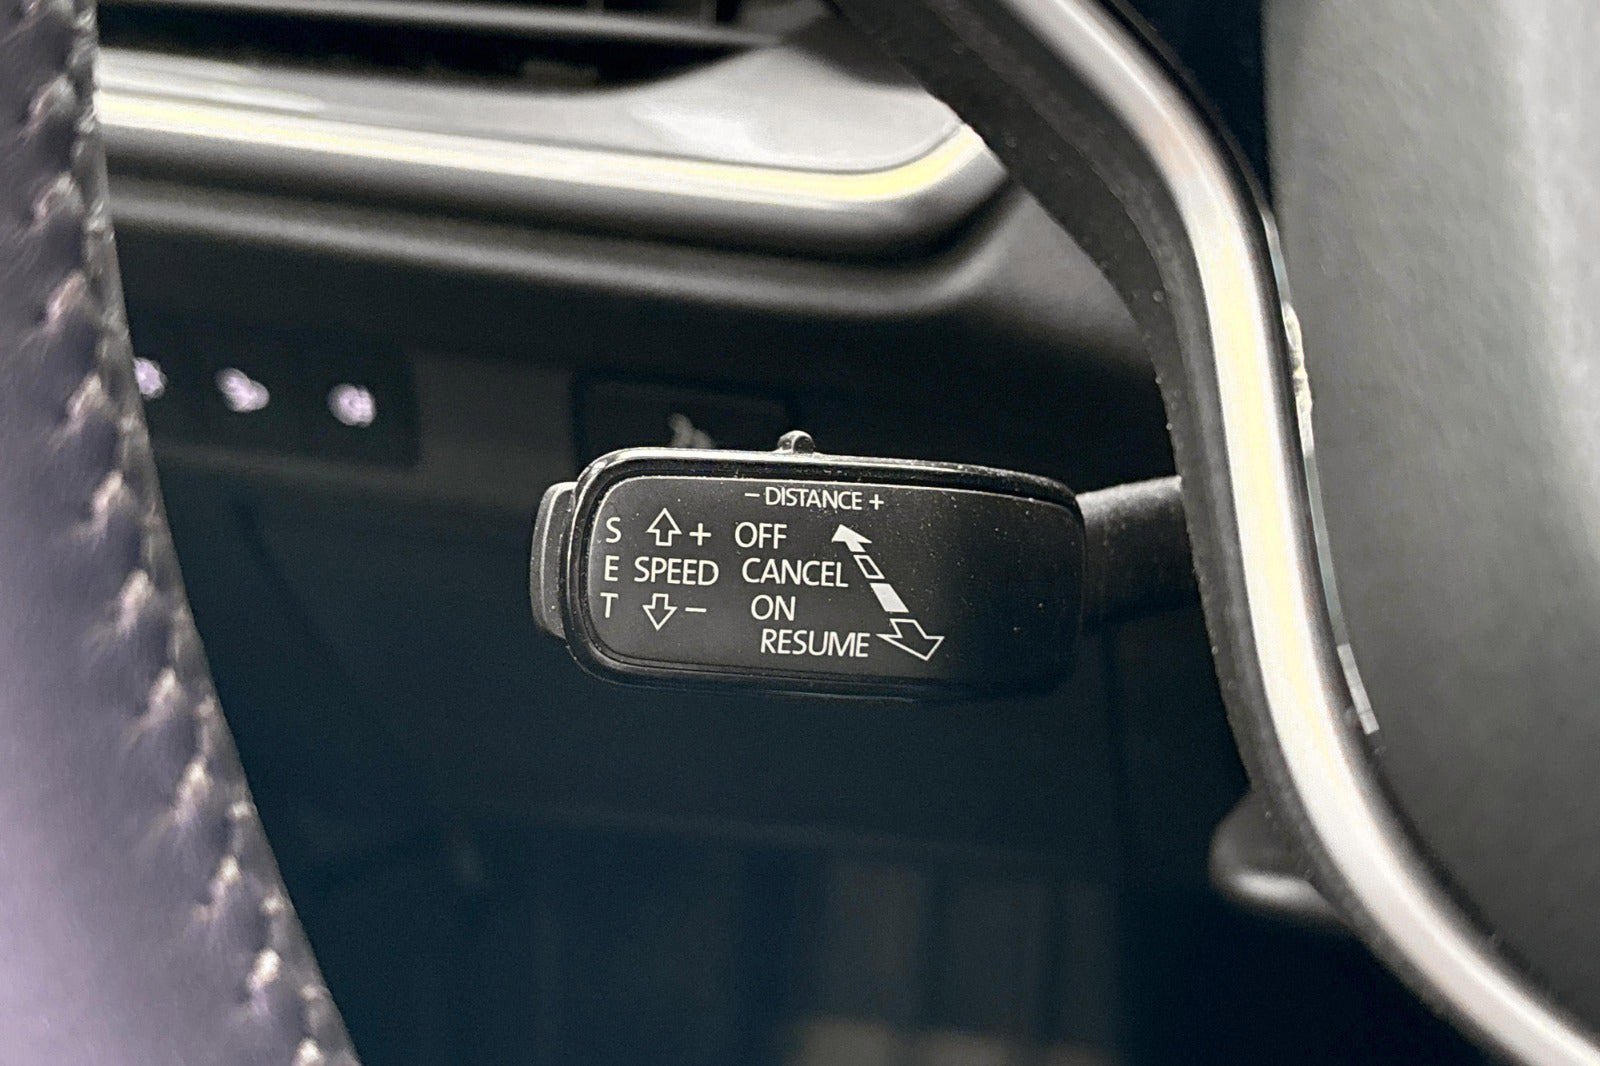 − DISTANCE +
S + OFF
E SPEED CANCEL
T − ON
RESUME